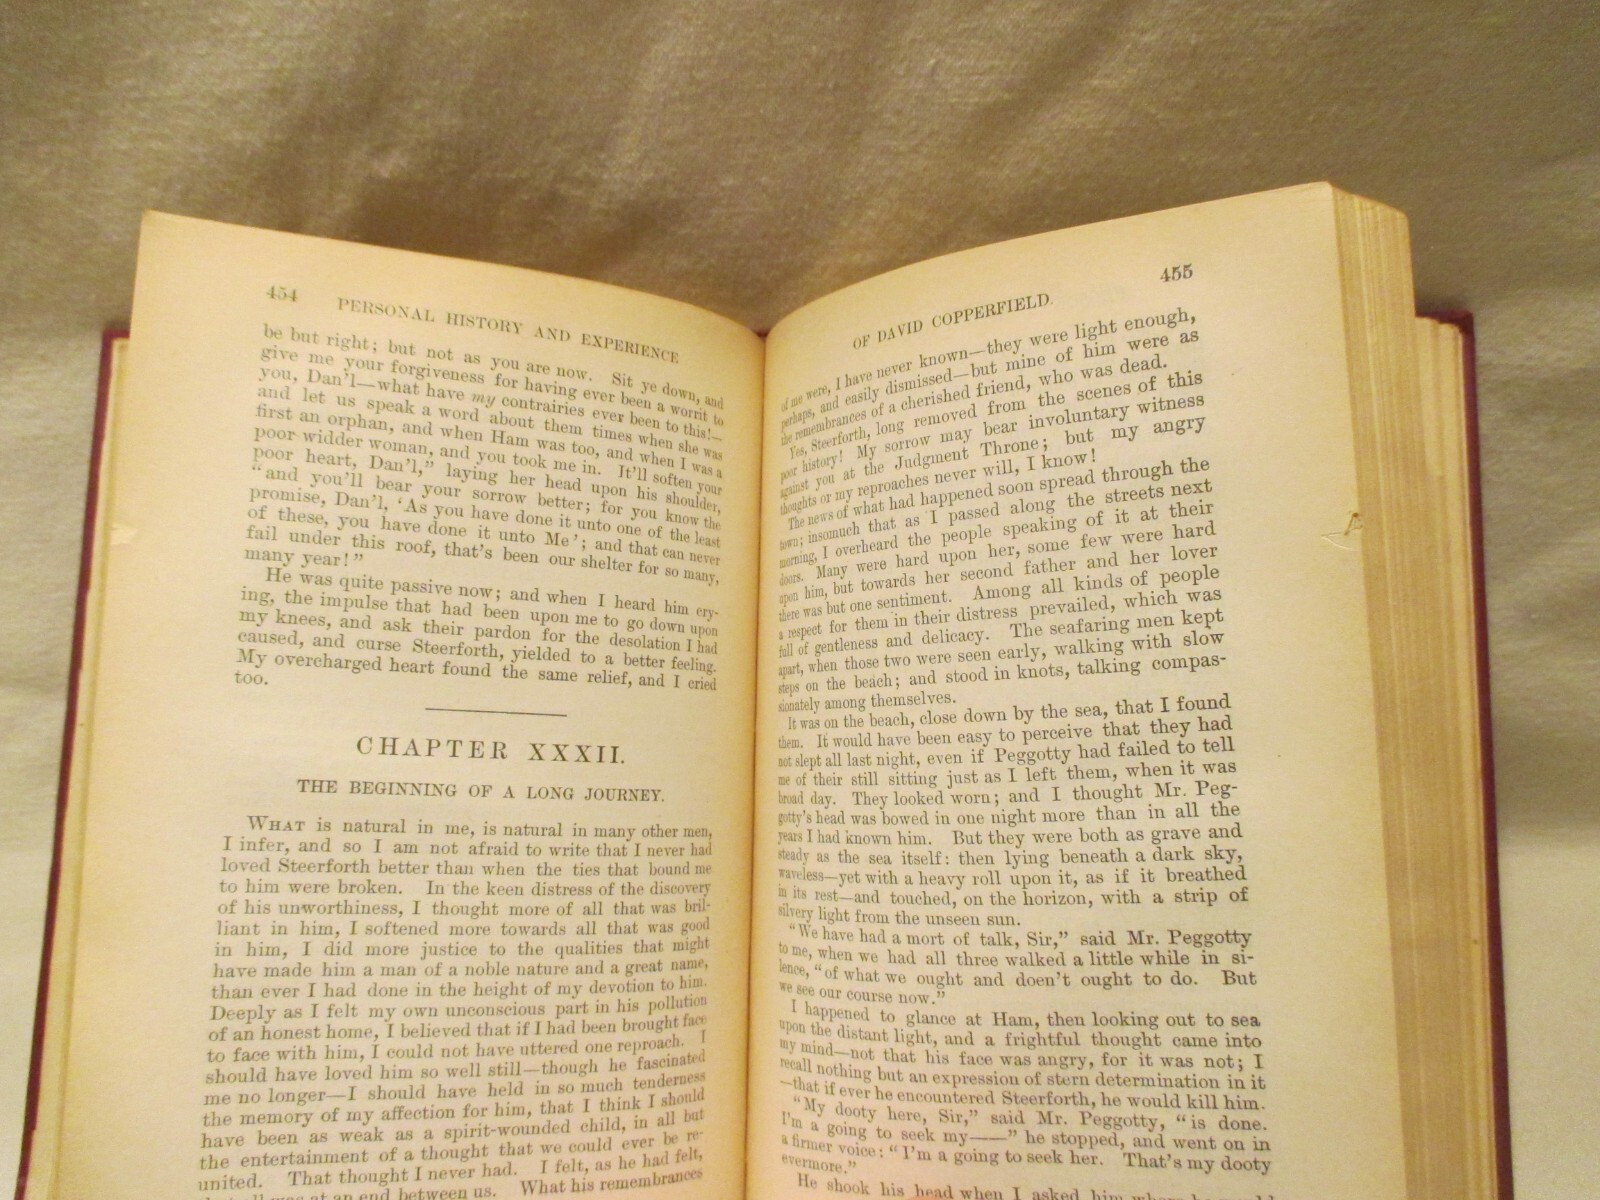 454 PERSONAL HISTORY AND EXPERIENCE
be but right; but not as you are now. Sit ye down, and
give me your forgiveness for having ever been a worrit to
you, Dan'l—what have my contrairies ever been to this!—
and let us speak a word about them times when she was
first an orphan, and when Ham was too, and when I was a
poor widder woman, and you took me in. It'll soften your
poor heart, Dan'l," laying her head upon his shoulder,
"and you'll bear your sorrow better; for you know the
promise, Dan'l, 'As you have done it unto one of the least
of these, you have done it unto Me'; and that can never
fail under this roof, that's been our shelter for so many,
many year!"
He was quite passive now; and when I heard him cry-
ing, the impulse that had been upon me to go down upon
my knees, and ask their pardon for the desolation I had
caused, and curse Steerforth, yielded to a better feeling.
My overcharged heart found the same relief, and I cried
too.
CHAPTER XXXII.
THE BEGINNING OF A LONG JOURNEY.
WHAT is natural in me, is natural in many other men,
I infer, and so I am not afraid to write that I never had
loved Steerforth better than when the ties that bound me
to him were broken. In the keen distress of the discovery
of his unworthiness, I thought more of all that was bril-
liant in him, I softened more towards all that was good
in him, I did more justice to the qualities that might
have made him a man of a noble nature and a great name,
than ever I had done in the height of my devotion to him.
Deeply as I felt my own unconscious part in his pollution
of an honest home, I believed that if I had been brought face
to face with him, I could not have uttered one reproach. I
should have loved him so well still—though he fascinated
me no longer—I should have held in so much tenderness
the memory of my affection for him, that I think I should
have been as weak as a spirit-wounded child, in all but
the entertainment of a thought that we could ever be re-
united. That thought I never had. I felt, as he had felt,
that all was at an end between us. What his remembrances
OF DAVID COPPERFIELD. 455
of me were, I have never known—they were light enough,
perhaps, and easily dismissed—but mine of him were as
the remembrances of a cherished friend, who was dead.
Yes, Steerforth, long removed from the scenes of this
poor history! My sorrow may bear involuntary witness
against you at the Judgment Throne; but my angry
thoughts or my reproaches never will, I know!
The news of what had happened soon spread through the
town; insomuch that as I passed along the streets next
morning, I overheard the people speaking of it at their
doors. Many were hard upon her, some few were hard
upon him, but towards her second father and her lover
there was but one sentiment. Among all kinds of people
a respect for them in their distress prevailed, which was
full of gentleness and delicacy. The seafaring men kept
apart, when those two were seen early, walking with slow
steps on the beach; and stood in knots, talking compas-
sionately among themselves.
It was on the beach, close down by the sea, that I found
them. It would have been easy to perceive that they had
not slept all last night, even if Peggotty had failed to tell
me of their still sitting just as I left them, when it was
broad day. They looked worn; and I thought Mr. Peg-
gotty's head was bowed in one night more than in all the
years I had known him. But they were both as grave and
steady as the sea itself: then lying beneath a dark sky,
waveless—yet with a heavy roll upon it, as if it breathed
in its rest—and touched, on the horizon, with a strip of
silvery light from the unseen sun.
"We have had a mort of talk, Sir," said Mr. Peggotty
to me, when we had all three walked a little while in si-
lence, "of what we ought and doen't ought to do. But
we see our course now."
I happened to glance at Ham, then looking out to sea
upon the distant light, and a frightful thought came into
my mind—not that his face was angry, for it was not; I
recall nothing but an expression of stern determination in it
—that if ever he encountered Steerforth, he would kill him.
"My dooty here, Sir," said Mr. Peggotty, "is done.
I'm a going to seek my——" he stopped, and went on in
a firmer voice: "I'm a going to seek her. That's my dooty
evermore."
He shook his head when I asked him where he would